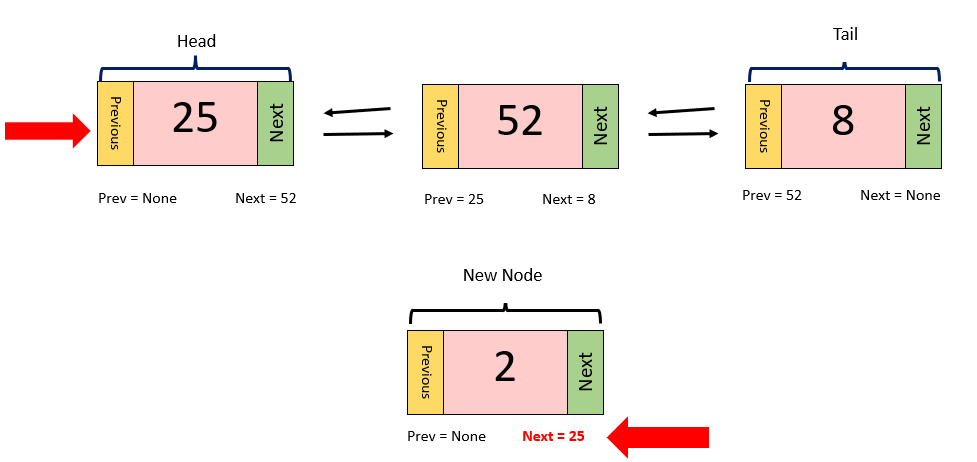 Head
Tail
Previous 25 Next
Previous 52 Next
Previous 8 Next
Prev = None Next = 52
Prev = 25 Next = 8
Prev = 52 Next = None
New Node
Previous 2 Next
Prev = None Next = 25